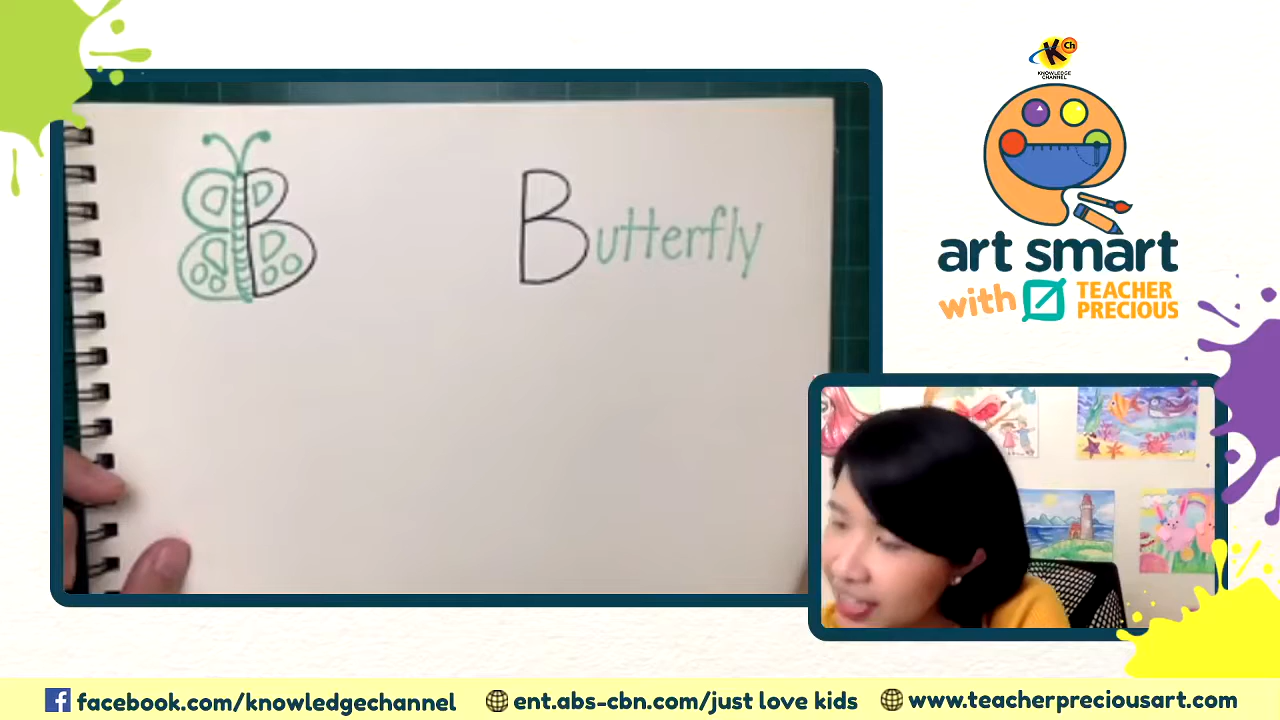 K Ch
KNOWLEDGE
CHANNEL
B
Butterfly
art smart
with
TEACHER
PRECIOUS
facebook.com/knowledgechannel
ent.abs-cbn.com/just love kids
www.teacherpreciousart.com